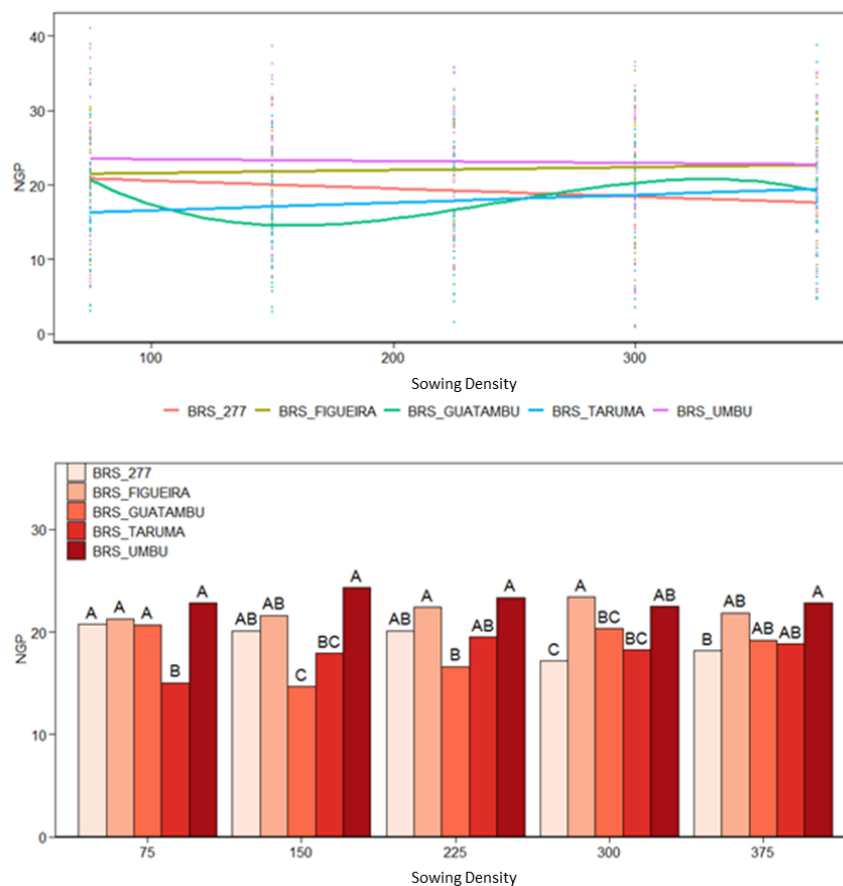 40
30
20
10
0
NGP
100 200 300
Sowing Density
BRS_277 BRS_FIGUEIRA BRS_GUATAMBU BRS_TARUMA BRS_UMBU
BRS_277
BRS_FIGUEIRA
BRS_GUATAMBU
BRS_TARUMA
BRS_UMBU
30
20
10
0
NGP
A A A B A
AB AB C BC A
AB A B AB A
C A BC BC AB
B AB AB AB A
75 150 225 300 375
Sowing Density